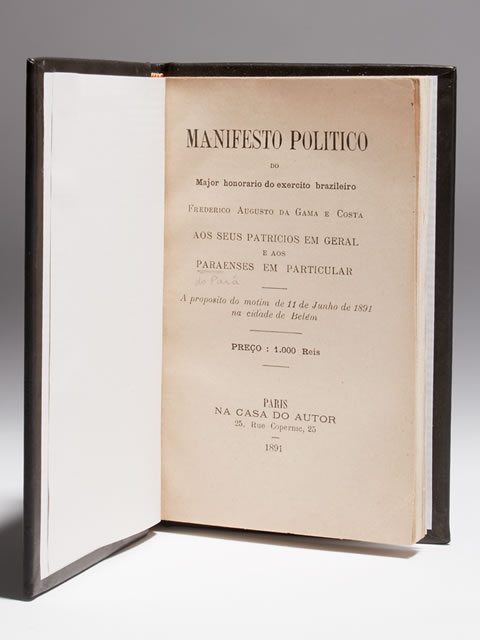 MANIFESTO POLITICO
DO
Major honorario do exercito brazileiro
FREDERICO AUGUSTO DA GAMA E COSTA
AOS SEUS PATRICIOS EM GERAL
E AOS
PARAENSES EM PARTICULAR
do Pará
A proposito do motim de 11 de Junho de 1891
na cidade de Belém
PREÇO : 1.000 Reis
PARIS
NA CASA DO AUTOR
25, Rue Copernic, 25
1891